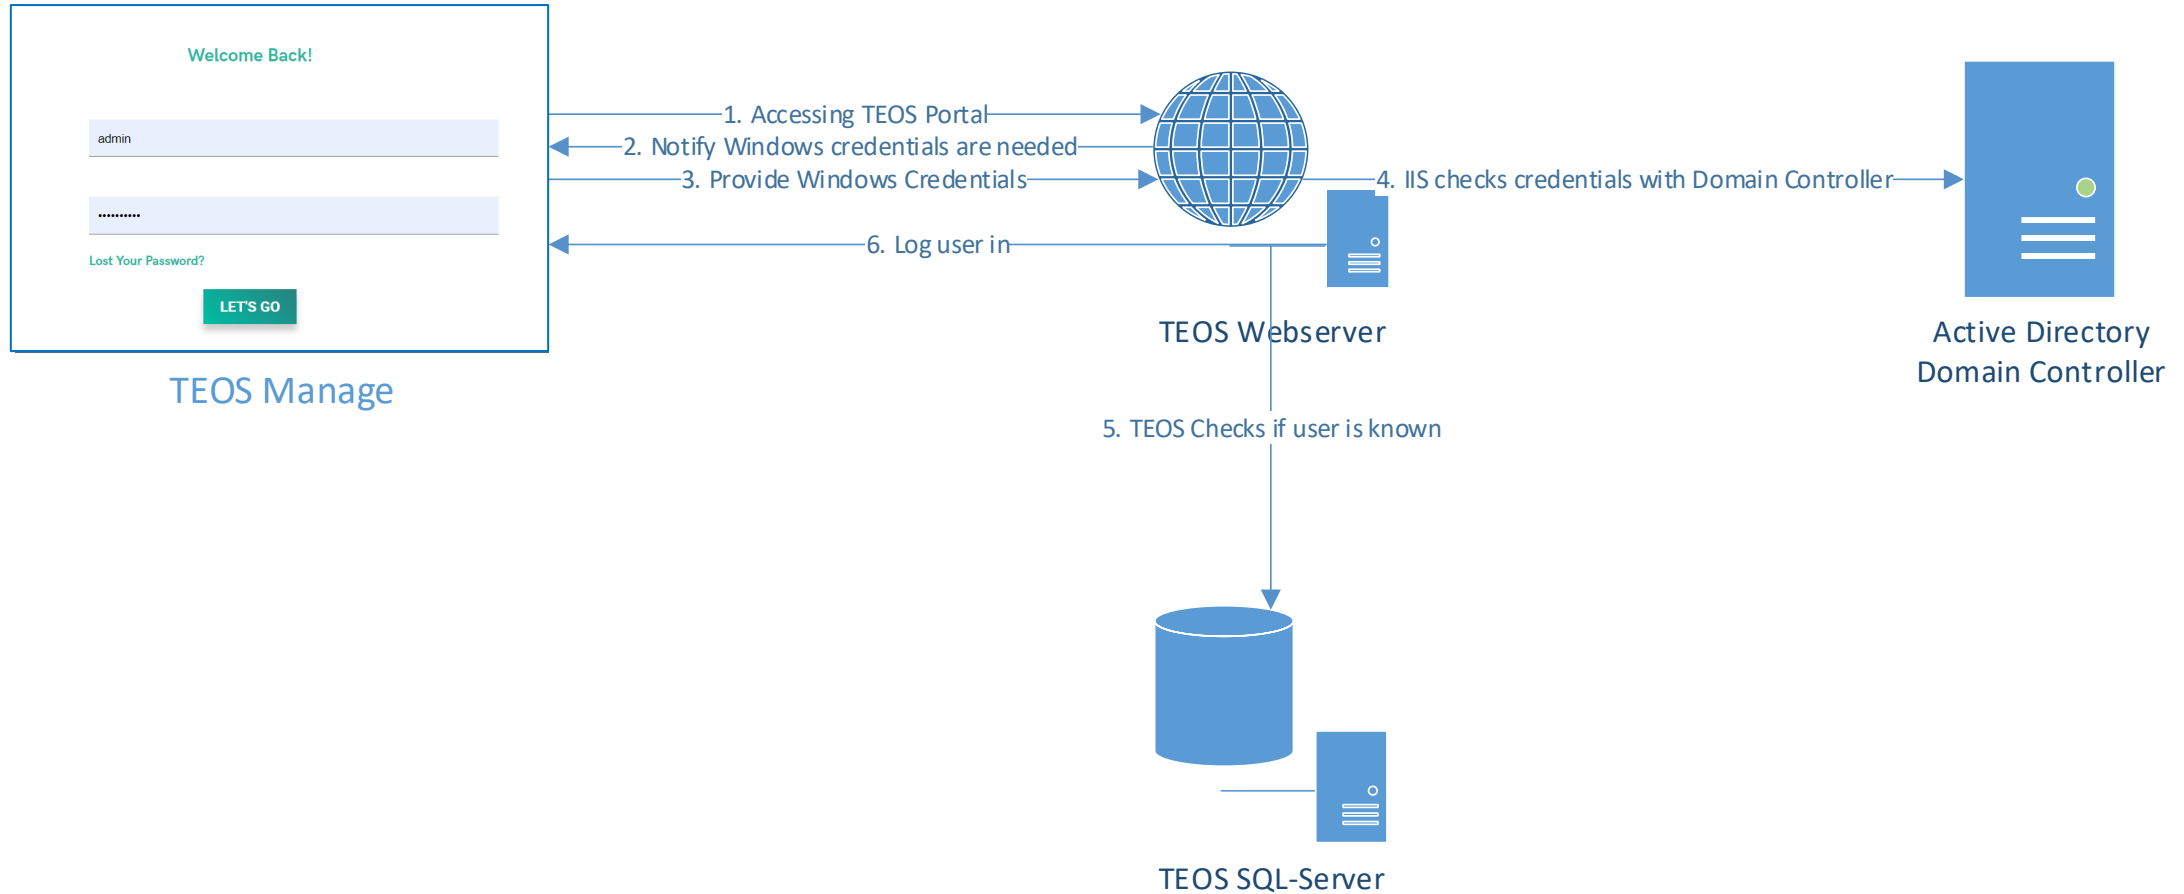 Welcome Back!
admin
••••••••••
Lost Your Password?
LET'S GO
TEOS Manage
1. Accessing TEOS Portal
2. Notify Windows credentials are needed
3. Provide Windows Credentials
4. IIS checks credentials with Domain Controller
6. Log user in
TEOS Webserver
Active Directory
Domain Controller
5. TEOS Checks if user is known
TEOS SQL-Server